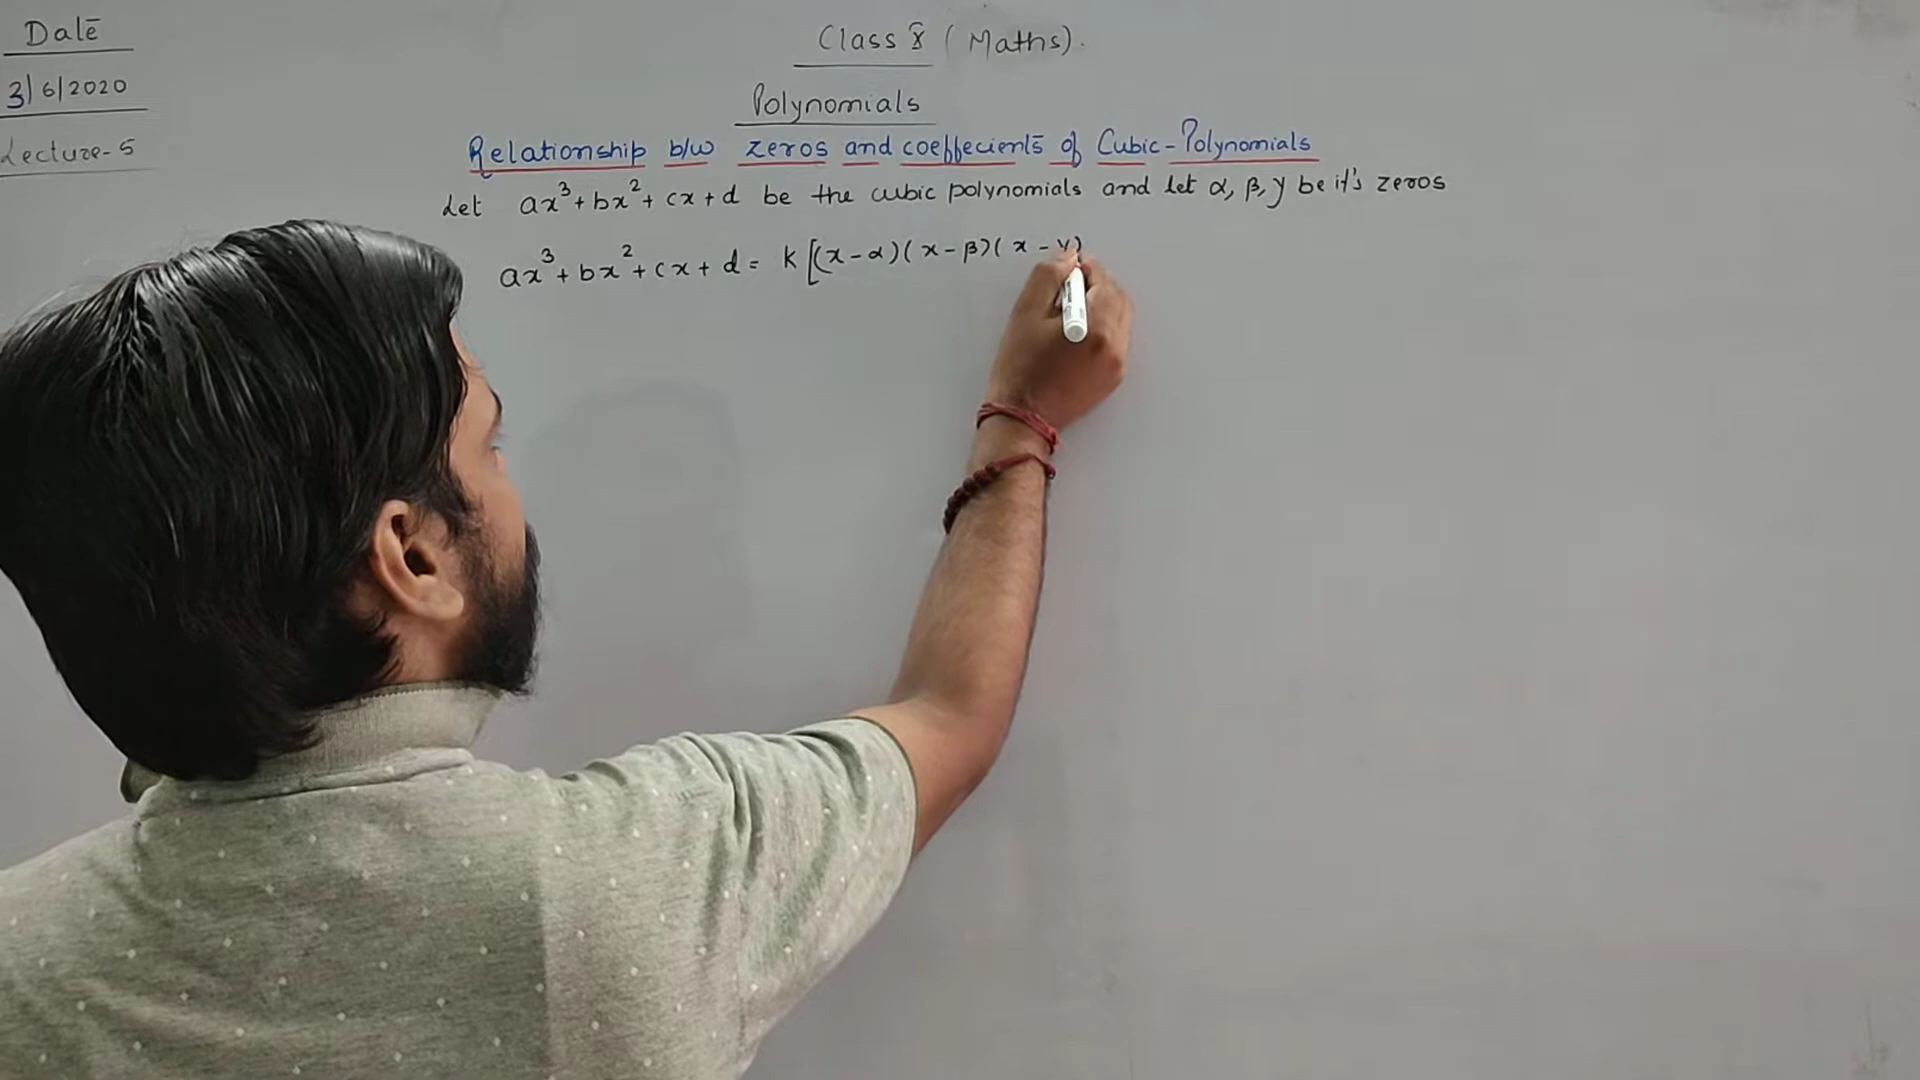 Date
3/6/2020
Lecture-5
Class X (Maths).
Polynomials
Relationship b/w zeros and coeffecients of Cubic-Polynomials
Let ax³+bx²+cx+d be the cubic polynomials and let α, β, γ be it's zeros
ax³+bx²+cx+d = k[(x-α)(x-β)(x-γ)